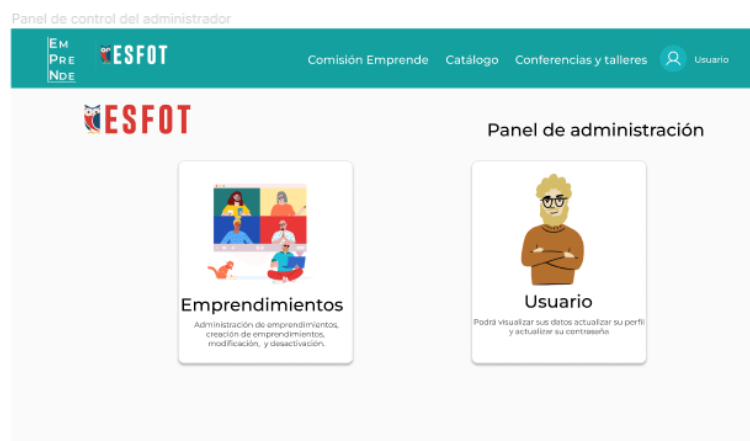 Panel de control del administrador
EM
PRE
NDE
ESFOT
Comisión Emprende Catálogo Conferencias y talleres Usuario
ESFOT
Panel de administración
Emprendimientos
Administración de emprendimientos,
creación de emprendimientos,
modificación, y desactivación.
Usuario
Podrá visualizar sus datos actualizar su perfil
y actualizar su contraseña